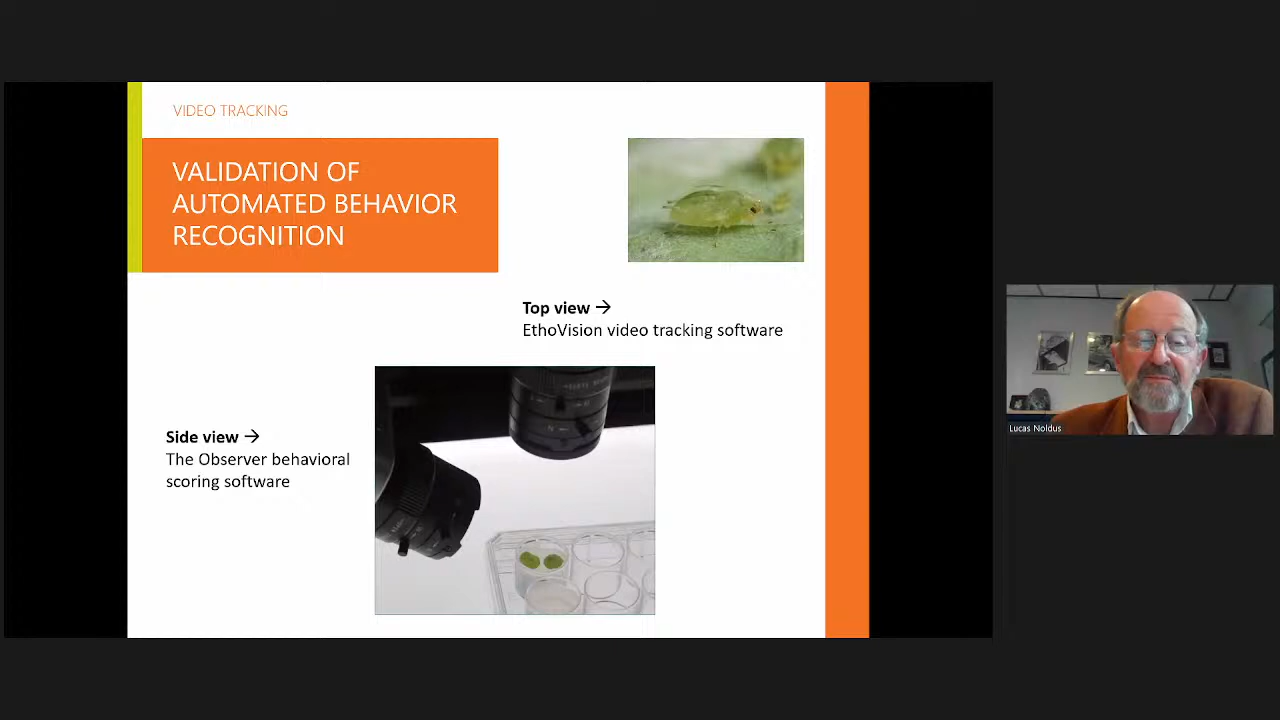 VIDEO TRACKING
VALIDATION OF
AUTOMATED BEHAVIOR
RECOGNITION
Top view →
EthoVision video tracking software
Side view →
The Observer behavioral
scoring software
Lucas Noldus